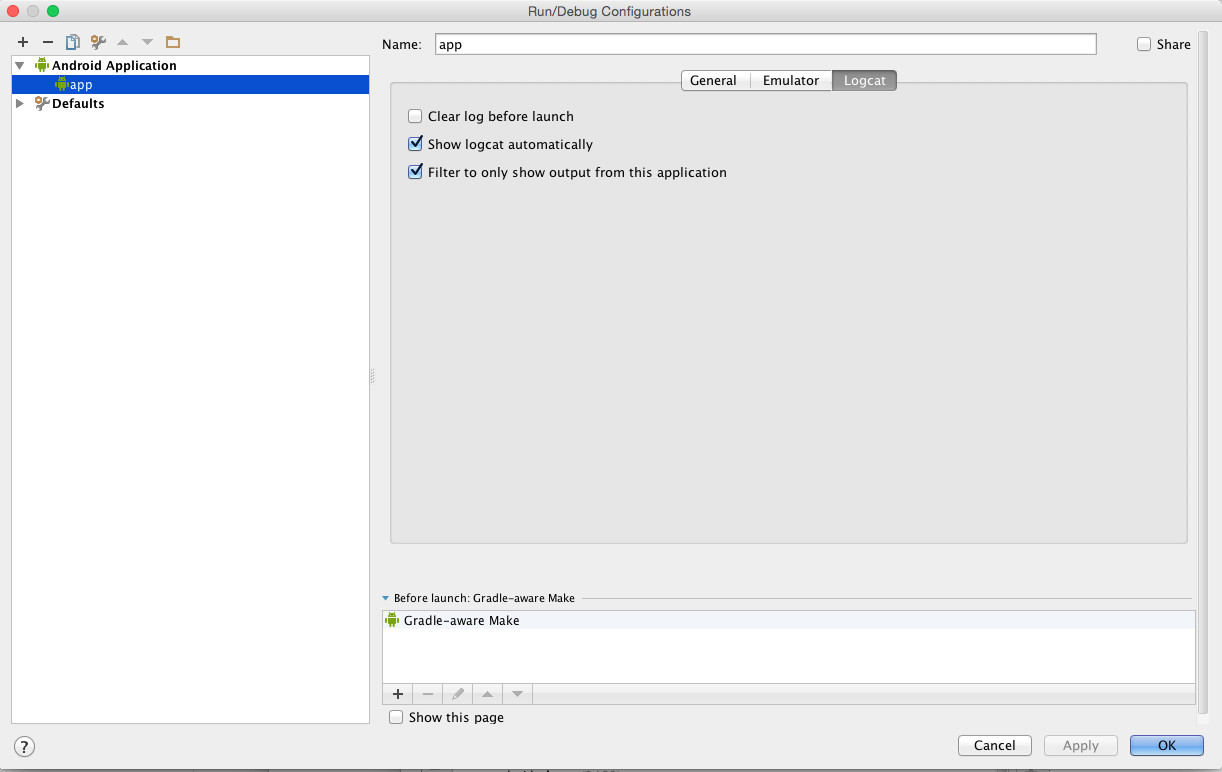 Run/Debug Configurations
Name: app Share
Android Application
app
Defaults
General Emulator Logcat
Clear log before launch
Show logcat automatically
Filter to only show output from this application
Before launch: Gradle-aware Make
Gradle-aware Make
Show this page
? Cancel Apply OK